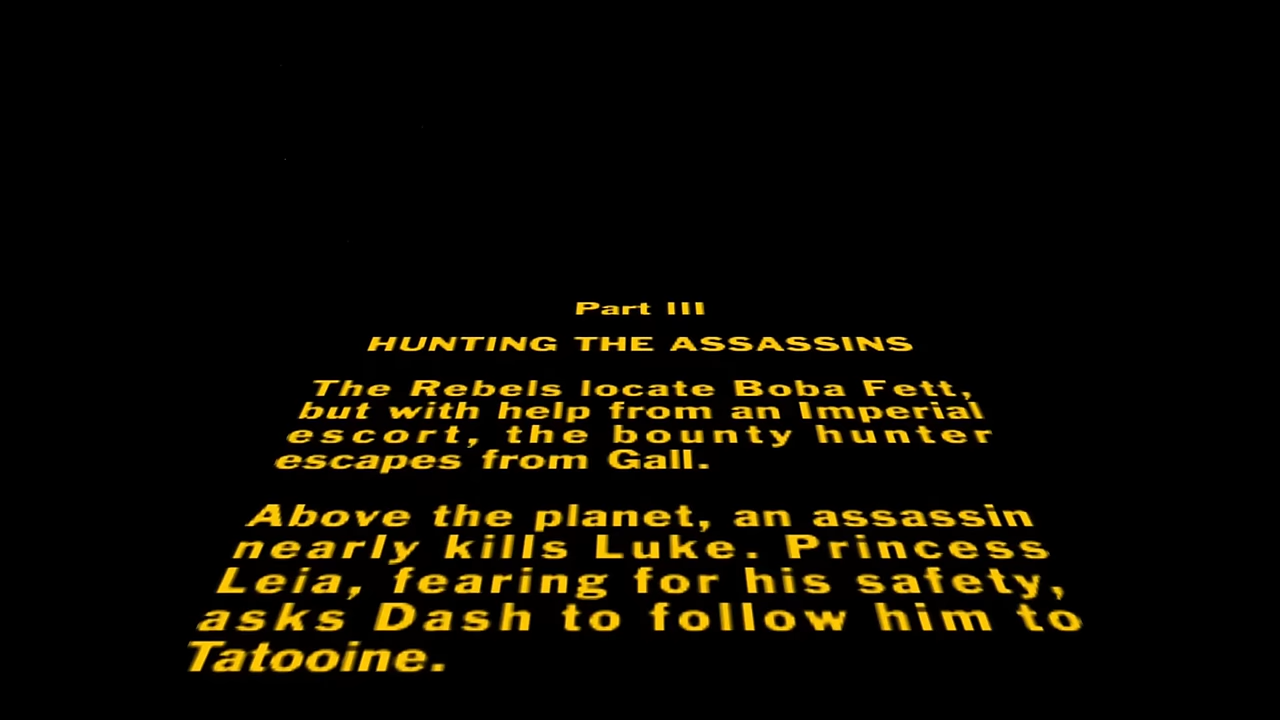 Part III
HUNTING THE ASSASSINS
The Rebels locate Boba Fett,
but with help from an Imperial
escort, the bounty hunter
escapes from Gall.
Above the planet, an assassin
nearly kills Luke. Princess
Leia, fearing for his safety,
asks Dash to follow him to
Tatooine.